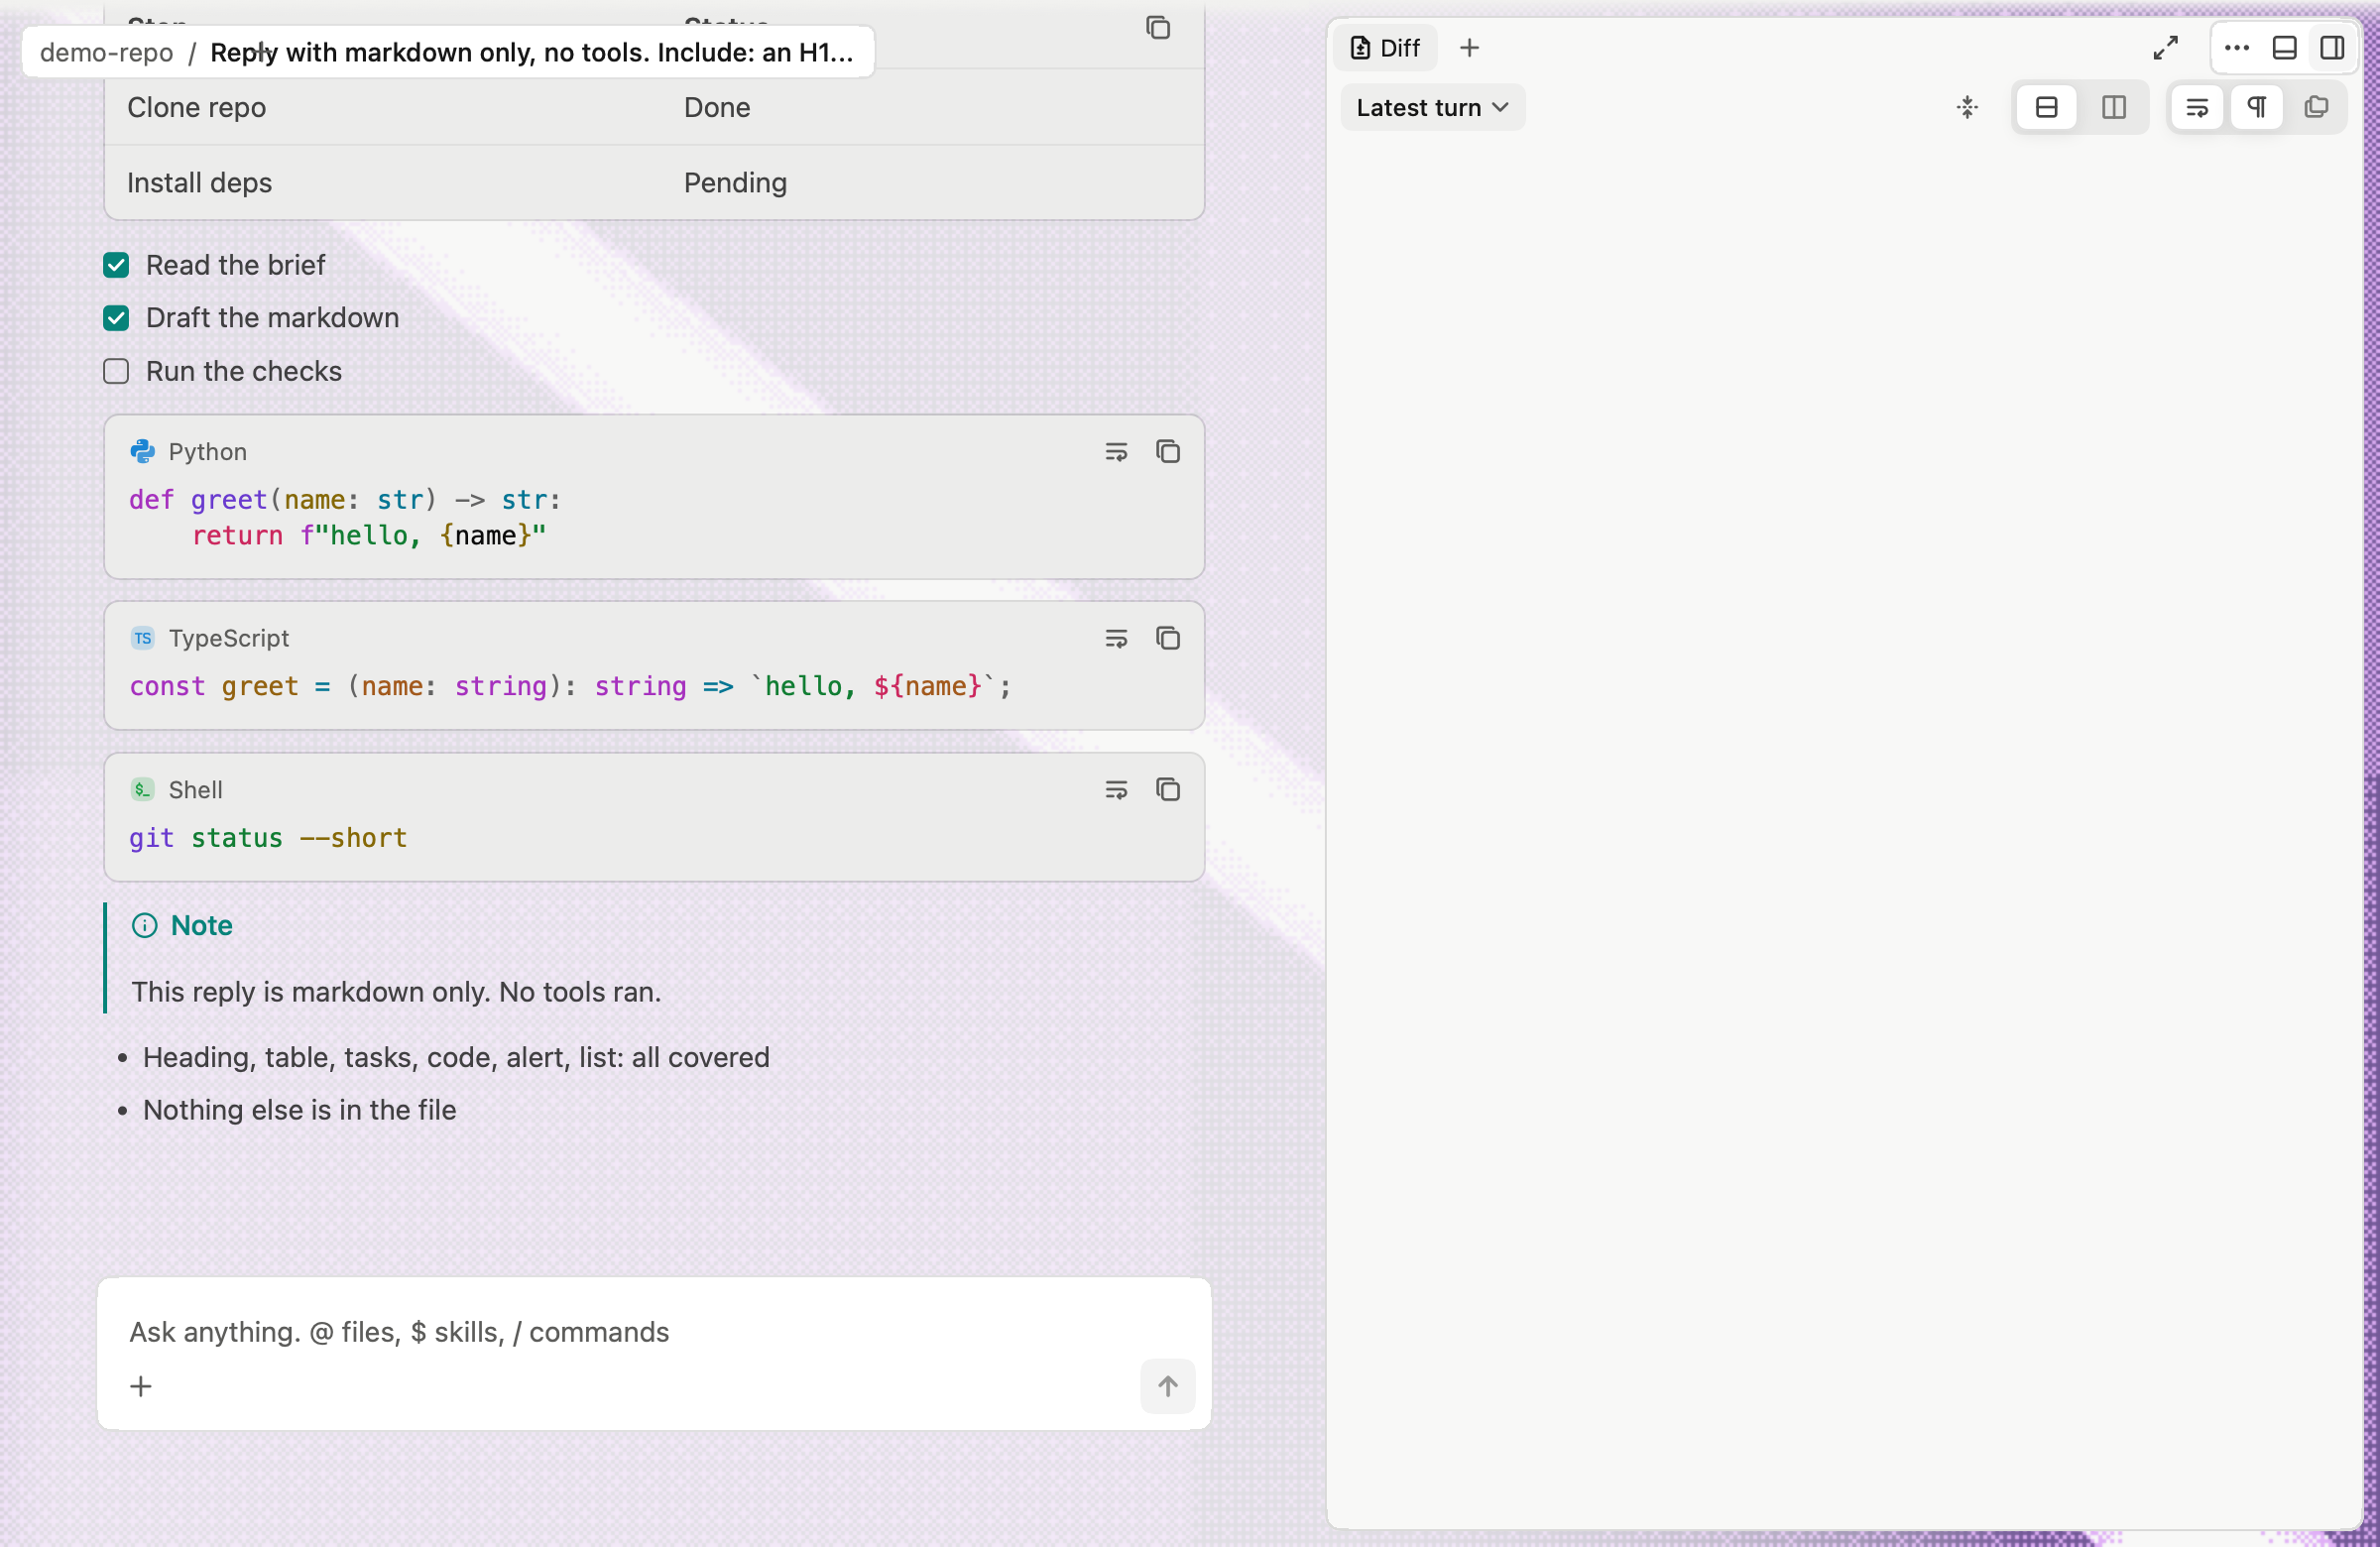 Step Status
demo-repo / Reply with markdown only, no tools. Include: an H1...
Clone repo Done
Install deps Pending
Read the brief
Draft the markdown
Run the checks
Python
def greet(name: str) -> str:
    return f"hello, {name}"
TS TypeScript
const greet = (name: string): string => `hello, ${name}`;
$_ Shell
git status --short
Note
This reply is markdown only. No tools ran.
• Heading, table, tasks, code, alert, list: all covered
• Nothing else is in the file
Ask anything. @ files, $ skills, / commands
Diff
Latest turn